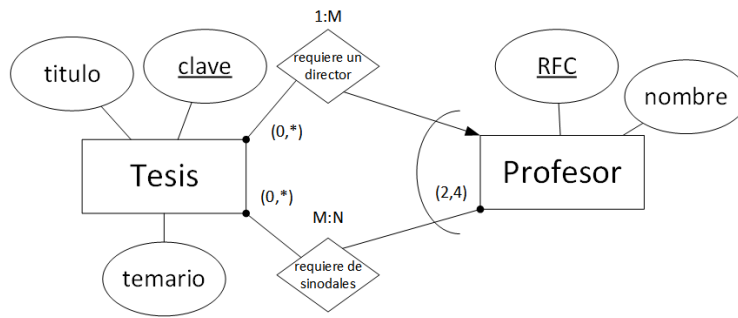 1:M
requiere un
director
titulo
clave
RFC
nombre
(0,*)
Tesis
Profesor
(0,*)
(2,4)
M:N
requiere de
sinodales
temario